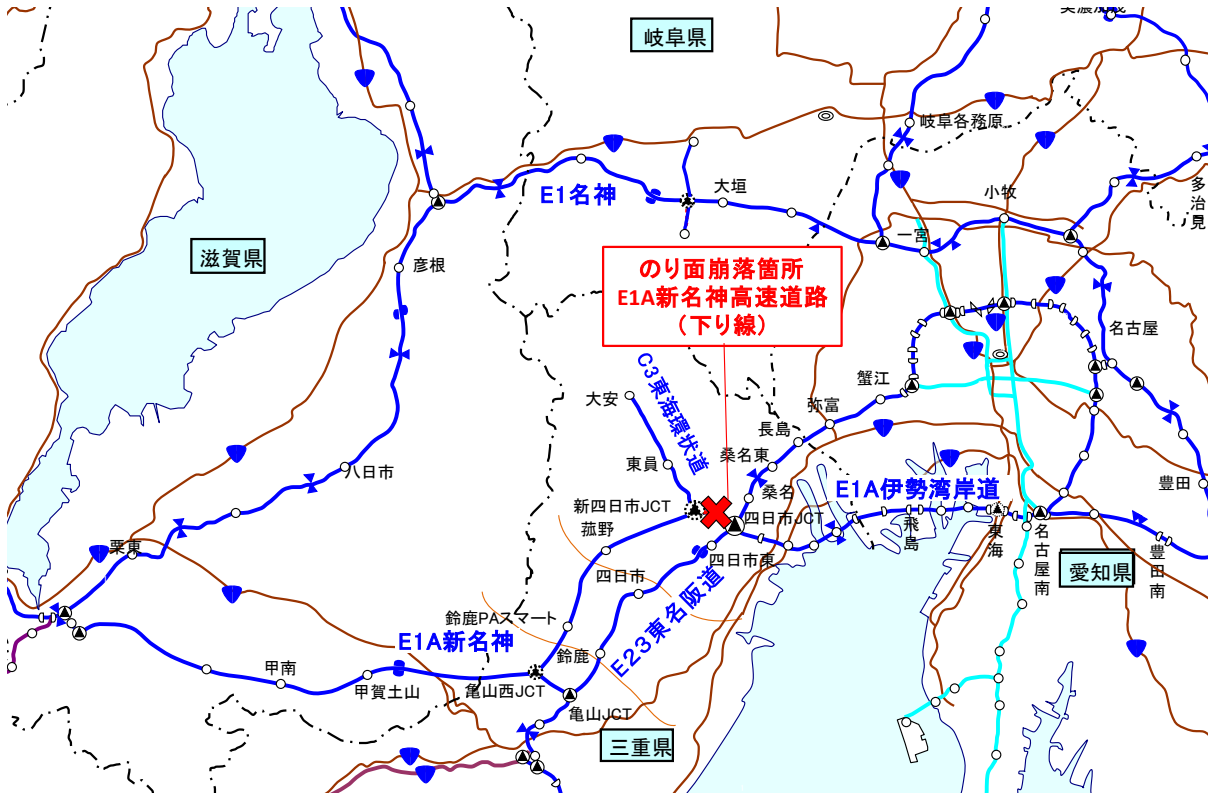 岐阜県
岐阜各務原
大垣
E1名神
小牧
多治見
一宮
滋賀県
彦根
のり面崩落箇所
E1A新名神高速道路
(下り線)
名古屋
C3東海環状道
蟹江
大安
弥富
長島
東員
桑名東
八日市
桑名
E1A伊勢湾岸道
豊田
新四日市JCT
四日市JCT
菰野
飛島
東海
名古屋南
豊田南
栗東
四日市東
四日市
愛知県
鈴鹿PAスマート
E1A新名神
鈴鹿
E23東名阪道
甲南
甲賀土山
亀山西JCT
亀山JCT
三重県